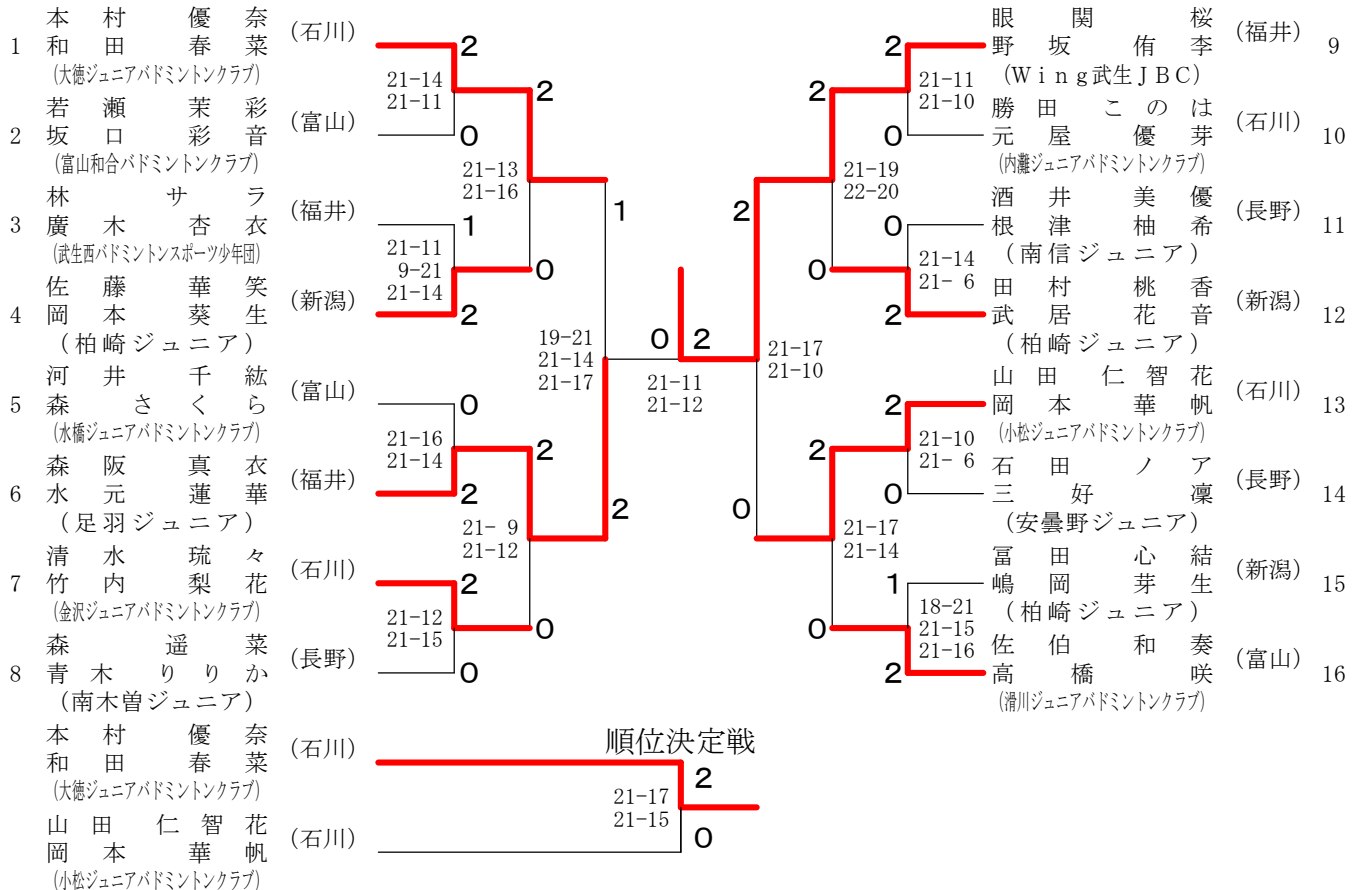 本村優奈
1 和田春菜 (石川)
(大徳ジュニアバドミントンクラブ)
若瀬茉彩
2 坂口彩音 (富山)
(富山和合バドミントンクラブ)
林サラ
3 廣木杏衣 (福井)
(武生西バドミントンスポーツ少年団)
佐藤華笑
4 岡本葵生 (新潟)
(柏崎ジュニア)
河井千紘
5 森さくら (富山)
(水橋ジュニアバドミントンクラブ)
森阪真衣
6 水元蓮華 (福井)
(足羽ジュニア)
清水琉々
7 竹内梨花 (石川)
(金沢ジュニアバドミントンクラブ)
森遥菜
8 青木りりか (長野)
(南木曽ジュニア)
2
21-14
21-11
0
1
21-11
9-21
21-14
2
0
21-16
21-14
2
2
21-12
21-15
0
2
21-13
21-16
0
2
21- 9
21-12
0
1
19-21
21-14
21-17
2
0 2
21-11
21-12
2
21-17
21-10
0
2
21-19
22-20
0
2
21-17
21-14
0
2
21-11
21-10
0
0
21-14
21- 6
2
2
21-10
21- 6
0
1
18-21
21-15
21-16
2
眼関桜
野坂侑李 (福井) 9
(Wing武生JBC)
勝田このは
元屋優芽 (石川) 10
(内灘ジュニアバドミントンクラブ)
酒井美優
根津柚希 (長野) 11
(南信ジュニア)
田村桃香
武居花音 (新潟) 12
(柏崎ジュニア)
山田仁智花
岡本華帆 (石川) 13
(小松ジュニアバドミントンクラブ)
石田ノア
三好凜 (長野) 14
(安曇野ジュニア)
冨田心結
嶋岡芽生 (新潟) 15
(柏崎ジュニア)
佐伯和奏
高橋咲 (富山) 16
(滑川ジュニアバドミントンクラブ)
順位決定戦
本村優奈
和田春菜 (石川)
(大徳ジュニアバドミントンクラブ)
2
21-17
21-15
0
山田仁智花
岡本華帆 (石川)
(小松ジュニアバドミントンクラブ)